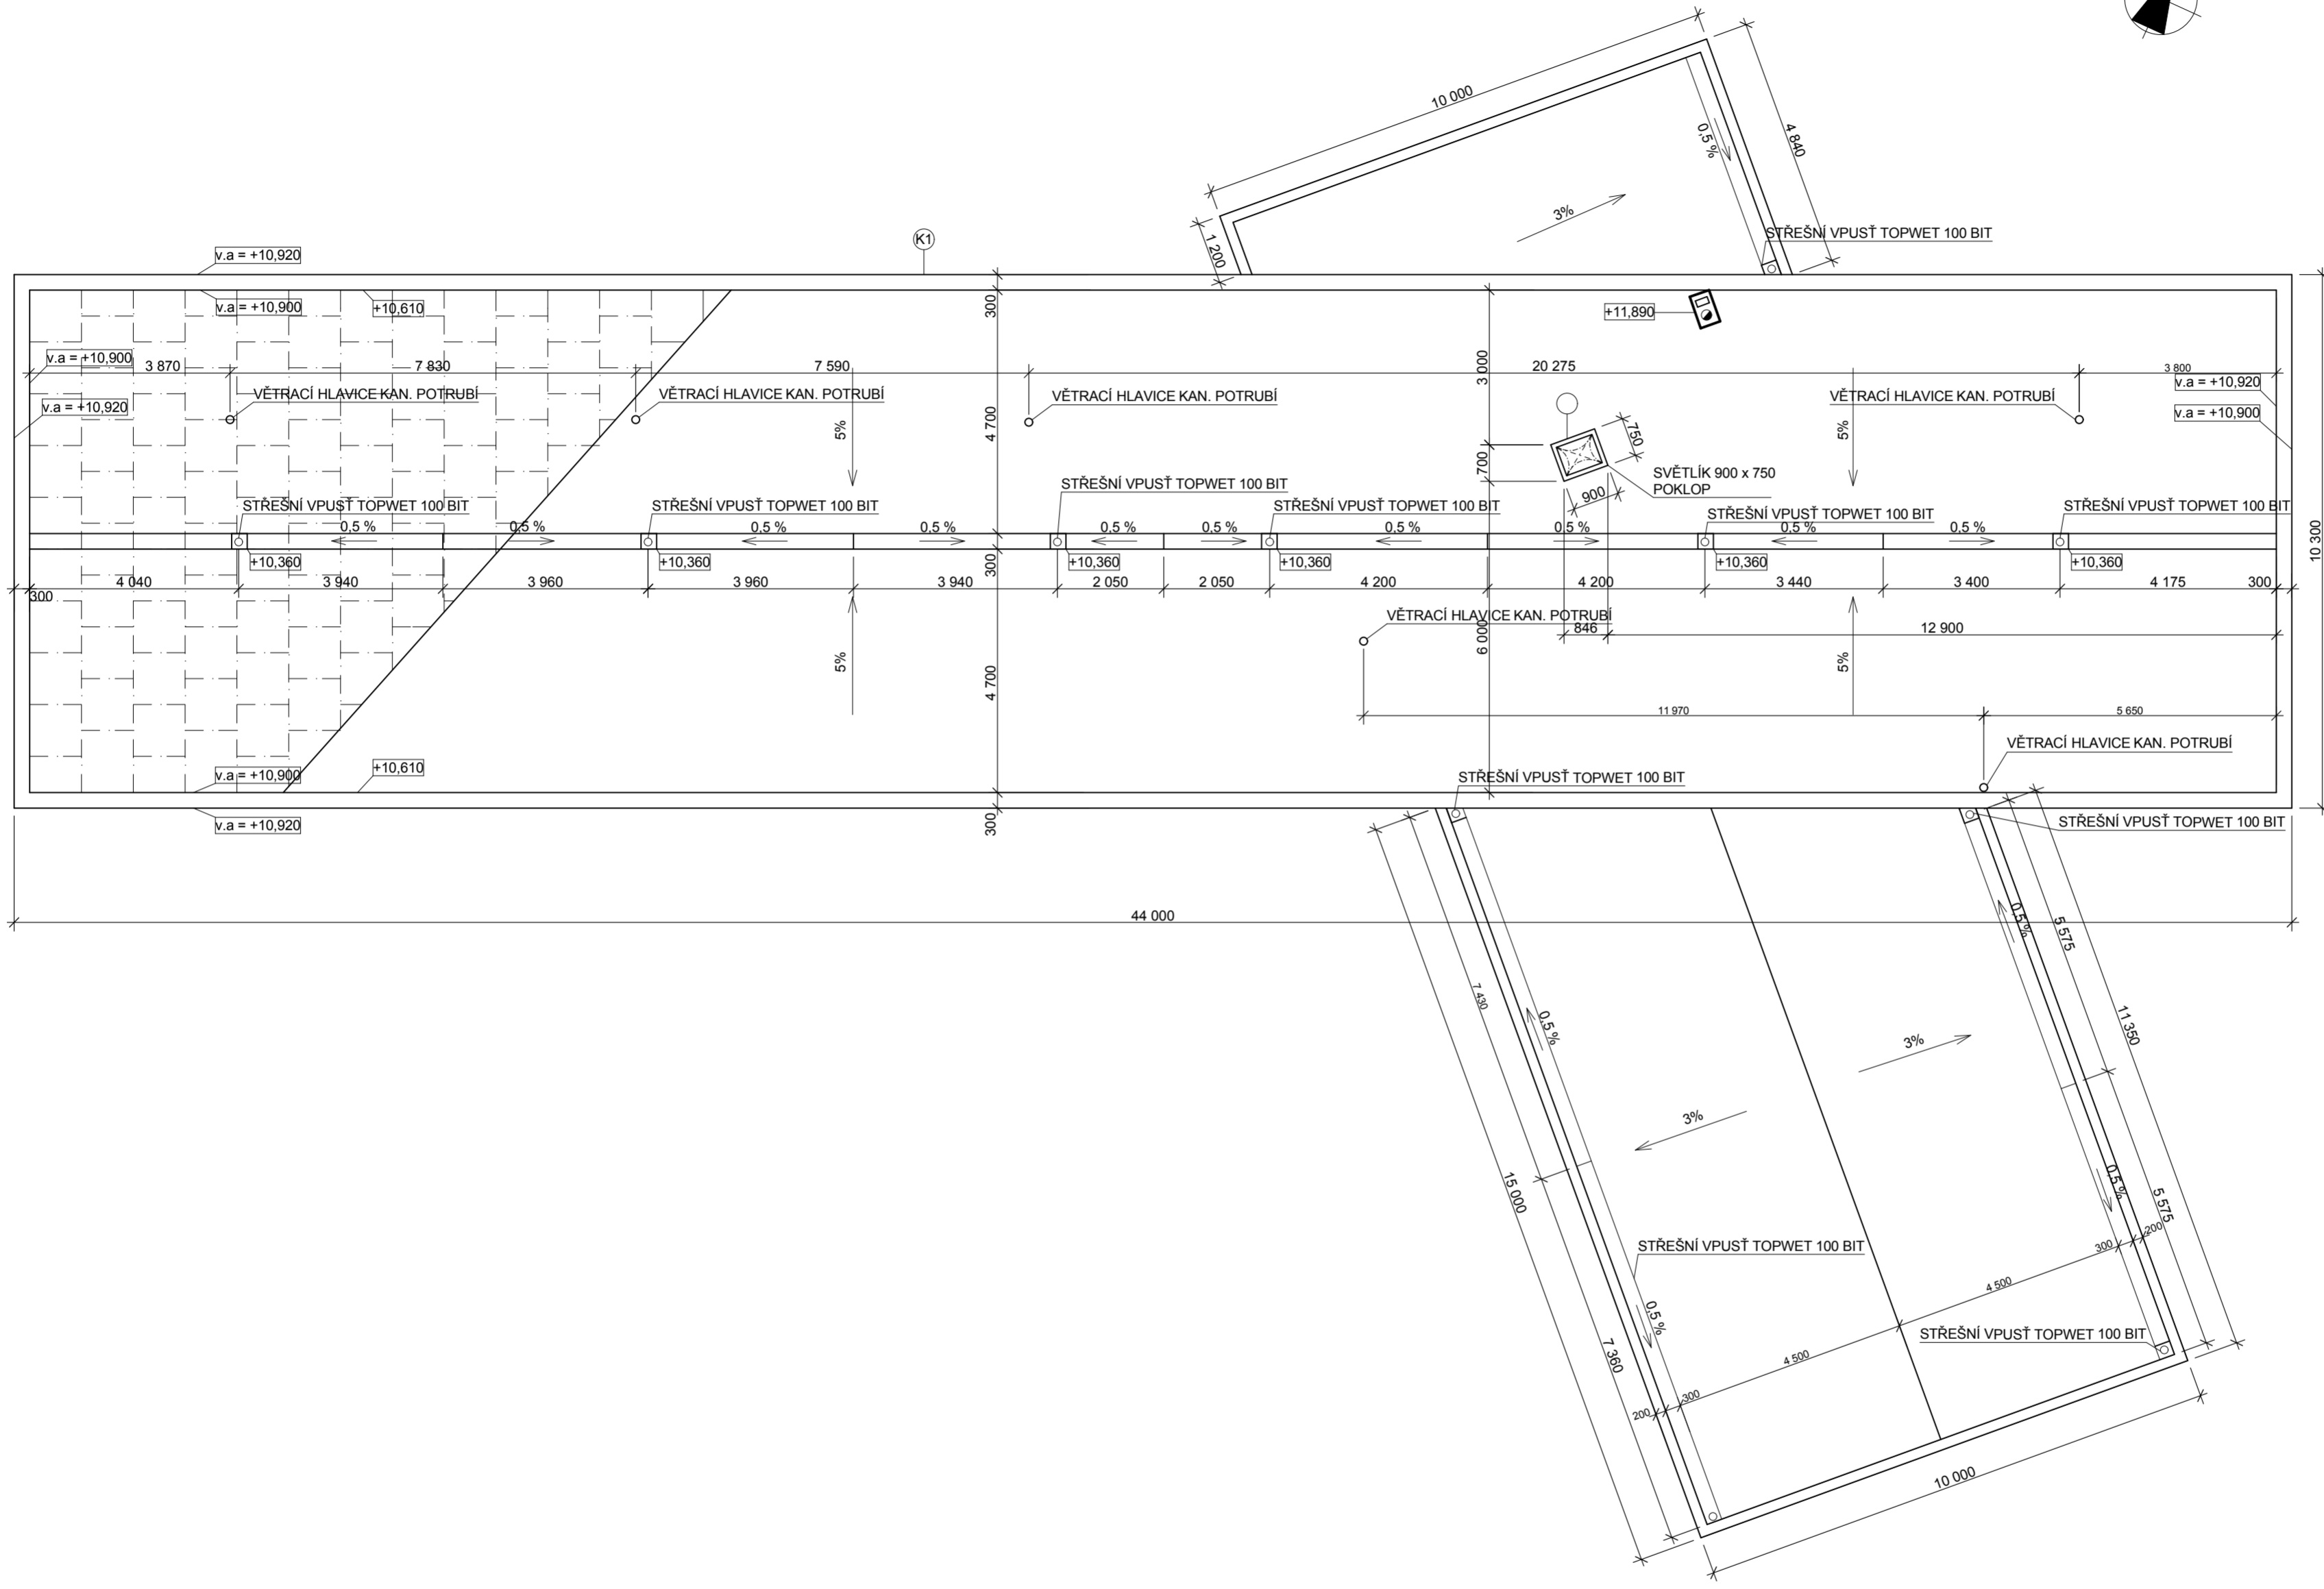 10 000
4 840
0,5 %
3%
1 200
STŘEŠNÍ VPUSŤ TOPWET 100 BIT
K1
v.a = +10,920
v.a = +10,900
+10,610
300
+11,890
v.a = +10,900
3 870
7 830
7 590
3 000
20 275
3 800
v.a = +10,920
v.a = +10,920
v.a = +10,900
VĚTRACÍ HLAVICE KAN. POTRUBÍ
VĚTRACÍ HLAVICE KAN. POTRUBÍ
VĚTRACÍ HLAVICE KAN. POTRUBÍ
VĚTRACÍ HLAVICE KAN. POTRUBÍ
5%
4 700
5%
750
700
SVĚTLÍK 900 x 750
POKLOP
900
STŘEŠNÍ VPUSŤ TOPWET 100 BIT
STŘEŠNÍ VPUSŤ TOPWET 100 BIT
STŘEŠNÍ VPUSŤ TOPWET 100 BIT
STŘEŠNÍ VPUSŤ TOPWET 100 BIT
STŘEŠNÍ VPUSŤ TOPWET 100 BIT
STŘEŠNÍ VPUSŤ TOPWET 100 BIT
0,5 %
0,5 %
0,5 %
0,5 %
0,5 %
0,5 %
0,5 %
0,5 %
0,5 %
0,5 %
10 300
+10,360
+10,360
+10,360
+10,360
+10,360
+10,360
300
4 040
3 940
3 960
3 960
3 940
2 050
2 050
4 200
4 200
3 440
3 400
4 175
300
300
VĚTRACÍ HLAVICE KAN. POTRUBÍ
6 000
846
12 900
5%
4 700
5%
11 970
5 650
VĚTRACÍ HLAVICE KAN. POTRUBÍ
+10,610
v.a = +10,900
STŘEŠNÍ VPUSŤ TOPWET 100 BIT
v.a = +10,920
300
STŘEŠNÍ VPUSŤ TOPWET 100 BIT
44 000
0,5 %
5 575
7 430
0,5 %
3%
11 350
3%
15 000
0,5 %
5 575
200
300
STŘEŠNÍ VPUSŤ TOPWET 100 BIT
4 500
0,5 %
7 360
STŘEŠNÍ VPUSŤ TOPWET 100 BIT
4 500
300
200
10 000